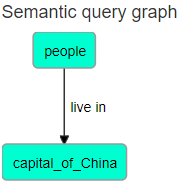 Semantic query graph
people
live in
capital_of_China